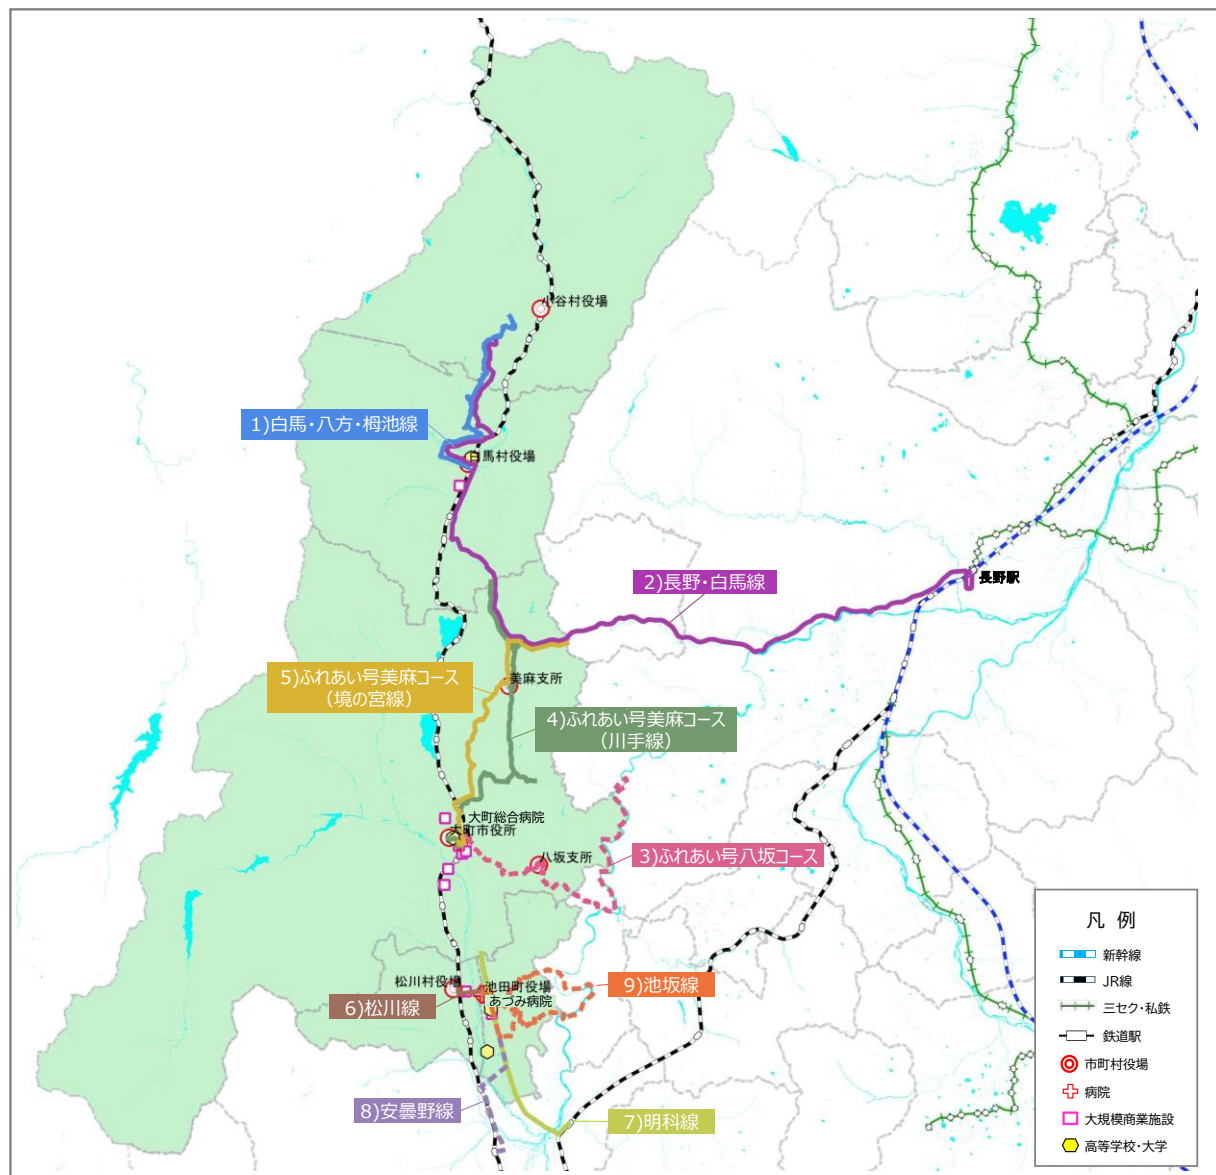 小谷村役場
1)白馬・八方・栂池線
白馬村役場
2)長野・白馬線
長野駅
5)ふれあい号美麻コース
（境の宮線）
美麻支所
4)ふれあい号美麻コース
（川手線）
大町総合病院
大町市役所
八坂支所
3)ふれあい号八坂コース
松川村役場
池田町役場
あづみ病院
6)松川線
9)池坂線
8)安曇野線
7)明科線
凡 例
新幹線
JR線
三セク・私鉄
鉄道駅
市町村役場
病院
大規模商業施設
高等学校・大学